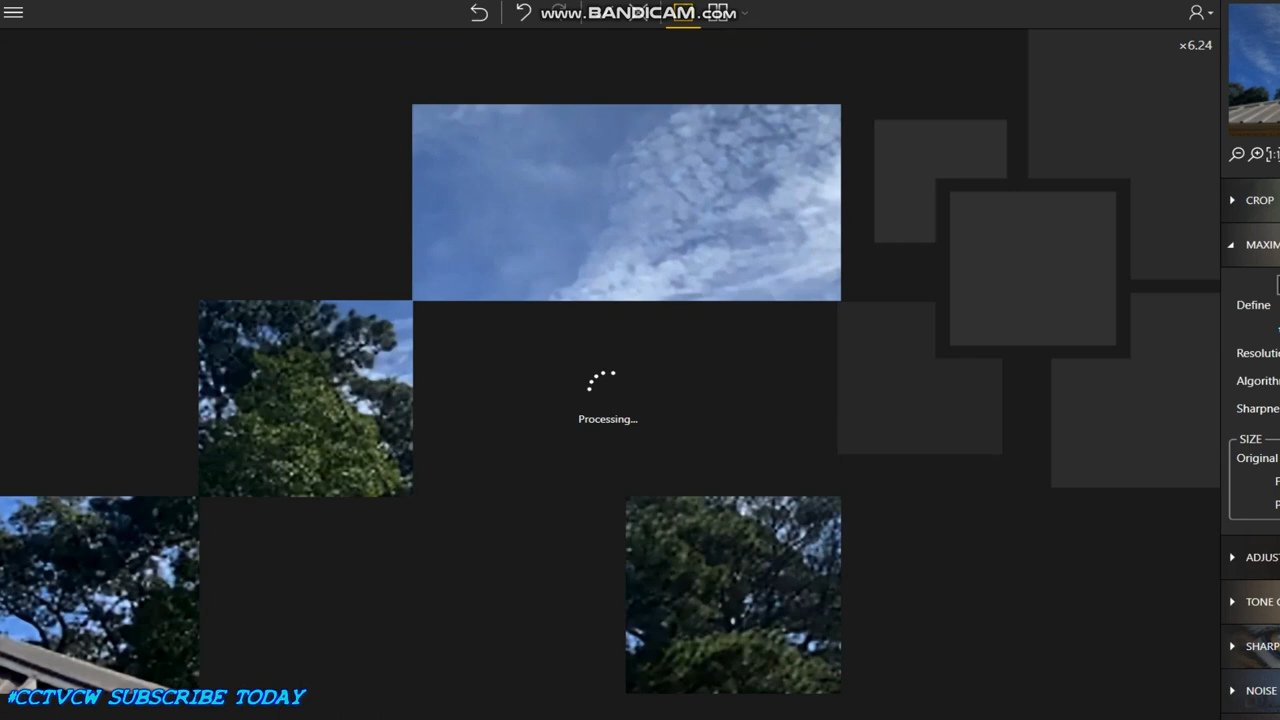 www.BANDICAM.com
×6.24
CROP
MAXIM
Define
Resolutio
Algorith
Sharpne
SIZE
Original
F
P
Processing...
ADJUS
TONE C
SHARP
NOISE
#CCTVCW SUBSCRIBE TODAY